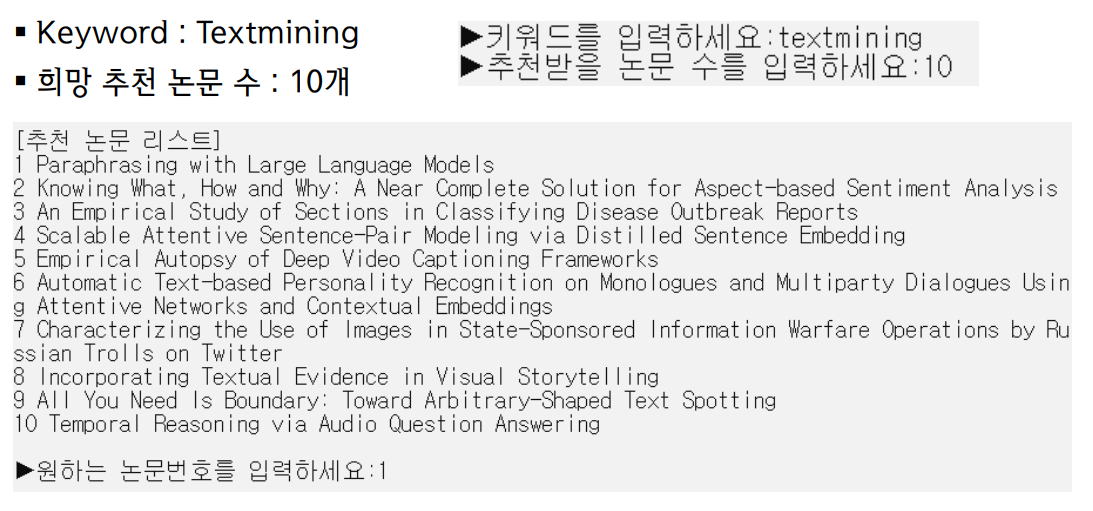 ▪ Keyword : Textmining
▪ 희망 추천 논문 수 : 10개
▶키워드를 입력하세요:textmining
▶추천받을 논문 수를 입력하세요:10
[추천 논문 리스트]
1 Paraphrasing with Large Language Models
2 Knowing What, How and Why: A Near Complete Solution for Aspect-based Sentiment Analysis
3 An Empirical Study of Sections in Classifying Disease Outbreak Reports
4 Scalable Attentive Sentence-Pair Modeling via Distilled Sentence Embedding
5 Empirical Autopsy of Deep Video Captioning Frameworks
6 Automatic Text-based Personality Recognition on Monologues and Multiparty Dialogues Usin
g Attentive Networks and Contextual Embeddings
7 Characterizing the Use of Images in State-Sponsored Information Warfare Operations by Ru
ssian Trolls on Twitter
8 Incorporating Textual Evidence in Visual Storytelling
9 All You Need Is Boundary: Toward Arbitrary-Shaped Text Spotting
10 Temporal Reasoning via Audio Question Answering
▶원하는 논문번호를 입력하세요:1